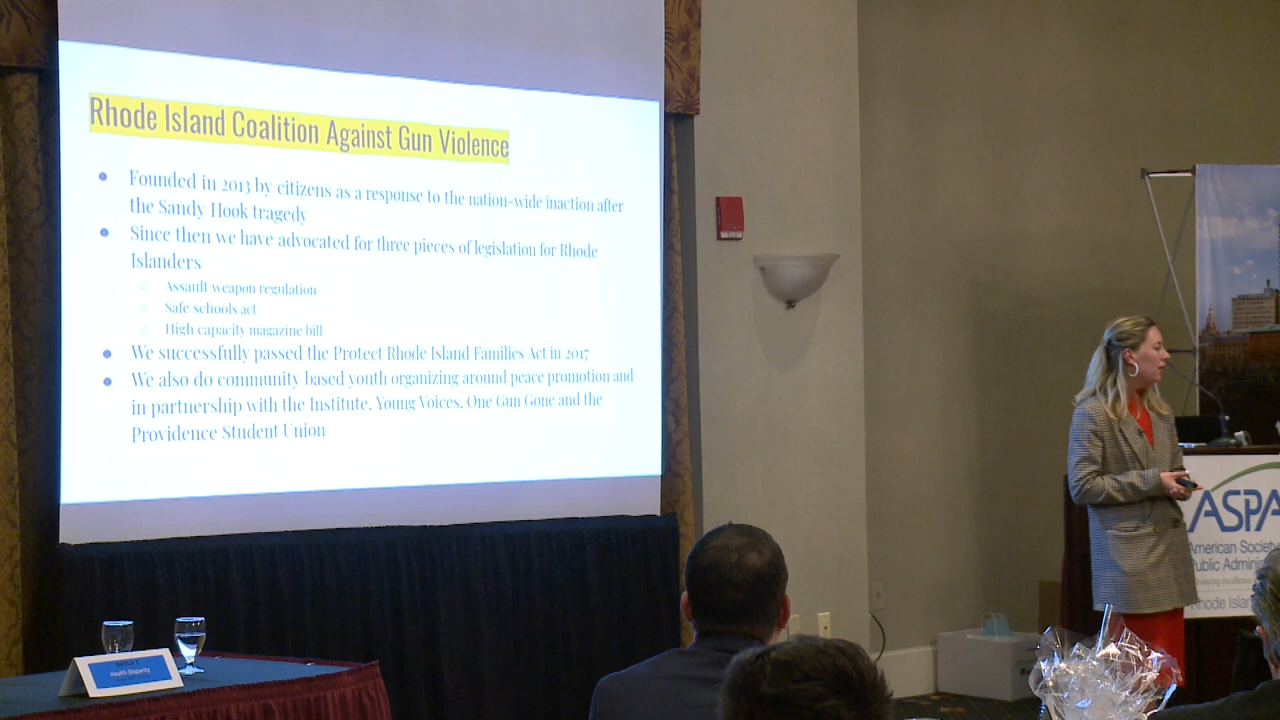 Rhode Island Coalition Against Gun Violence
Founded in 2013 by citizens as a response to the nation-wide inaction after
the Sandy Hook tragedy
Since then we have advocated for three pieces of legislation for Rhode
Islanders
Assault weapon regulation
Safe schools act
High capacity magazine bill
We successfully passed the Protect Rhode Island Families Act in 2017
We also do community based youth organizing around peace promotion and
in partnership with the Institute, Young Voices, One Gun Gone and the
Providence Student Union
ASPA
American Society
Public
Rhode
Health Disparity